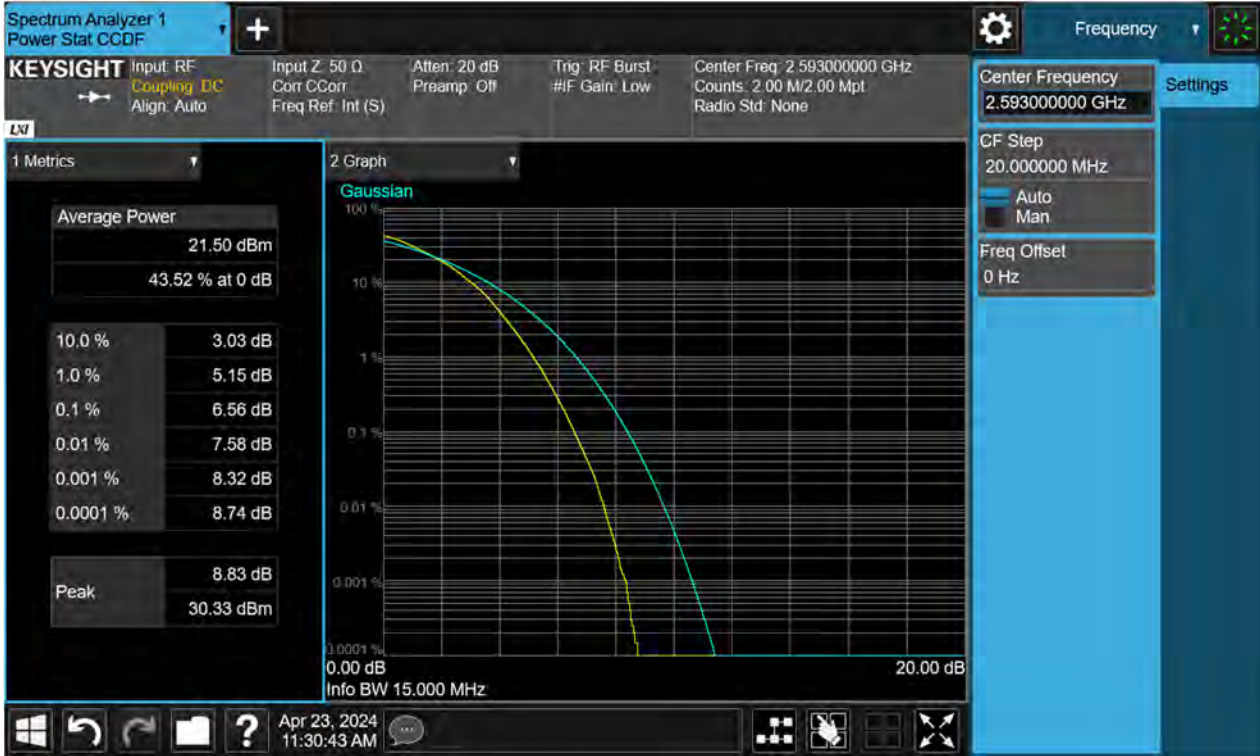 Spectrum Analyzer 1
Power Stat CCDF
Frequency
KEYSIGHT
LXI
Input: RF
Coupling: DC
Align: Auto
Input Z: 50 Ω
Corr CCorr
Freq Ref: Int (S)
Atten: 20 dB
Preamp: Off
Trig: RF Burst
#IF Gain: Low
Center Freq: 2.593000000 GHz
Counts: 2.00 M/2.00 Mpt
Radio Std: None
Center Frequency
2.593000000 GHz
Settings
CF Step
20.000000 MHz
Auto
Man
Freq Offset
0 Hz
1 Metrics
Average Power
21.50 dBm
43.52 % at 0 dB
10.0 % 3.03 dB
1.0 % 5.15 dB
0.1 % 6.56 dB
0.01 % 7.58 dB
0.001 % 8.32 dB
0.0001 % 8.74 dB
Peak
8.83 dB
30.33 dBm
2 Graph
Gaussian
100 %
10 %
1 %
0.1 %
0.01 %
0.001 %
0.0001 %
0.00 dB 20.00 dB
Info BW 15.000 MHz
?
Apr 23, 2024
11:30:43 AM